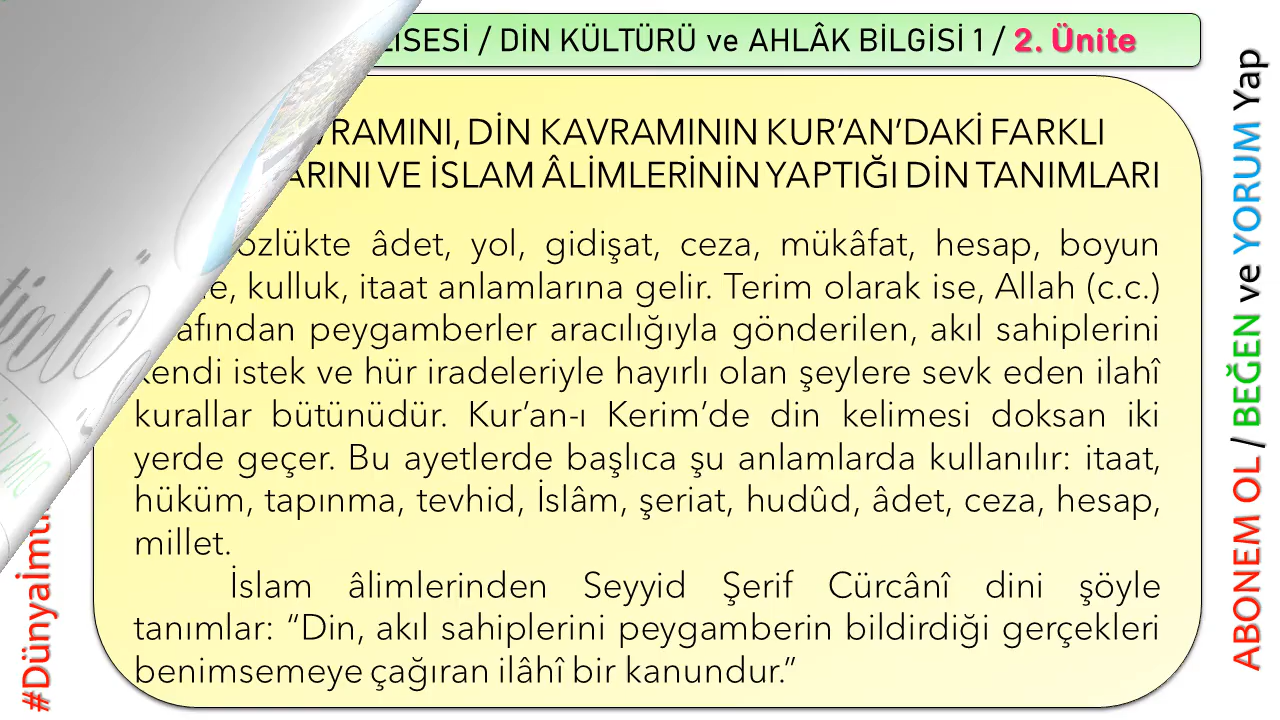 LİSESİ / DİN KÜLTÜRÜ ve AHLÂK BİLGİSİ 1 / 2. Ünite
DİN KAVRAMININ KUR’AN’DAKİ FARKLI
VE İSLAM ÂLİMLERİNİN YAPTIĞI DİN TANIMLARI
âdet, yol, gidişat, ceza, mükâfat, hesap, boyun
kulluk, itaat anlamlarına gelir. Terim olarak ise, Allah (c.c.)
peygamberler aracılığıyla gönderilen, akıl sahiplerini
kendi istek ve hür iradeleriyle hayırlı olan şeylere sevk eden ilahî
kurallar bütünüdür. Kur’an-ı Kerim’de din kelimesi doksan iki
yerde geçer. Bu ayetlerde başlıca şu anlamlarda kullanılır: itaat,
hüküm, tapınma, tevhid, İslâm, şeriat, hudûd, âdet, ceza, hesap,
millet.
İslam âlimlerinden Seyyid Şerif Cürcânî dini şöyle
tanımlar: “Din, akıl sahiplerini peygamberin bildirdiği gerçekleri
benimsemeye çağıran ilâhî bir kanundur.”
ABONEM OL / BEĞEN ve YORUM Yap